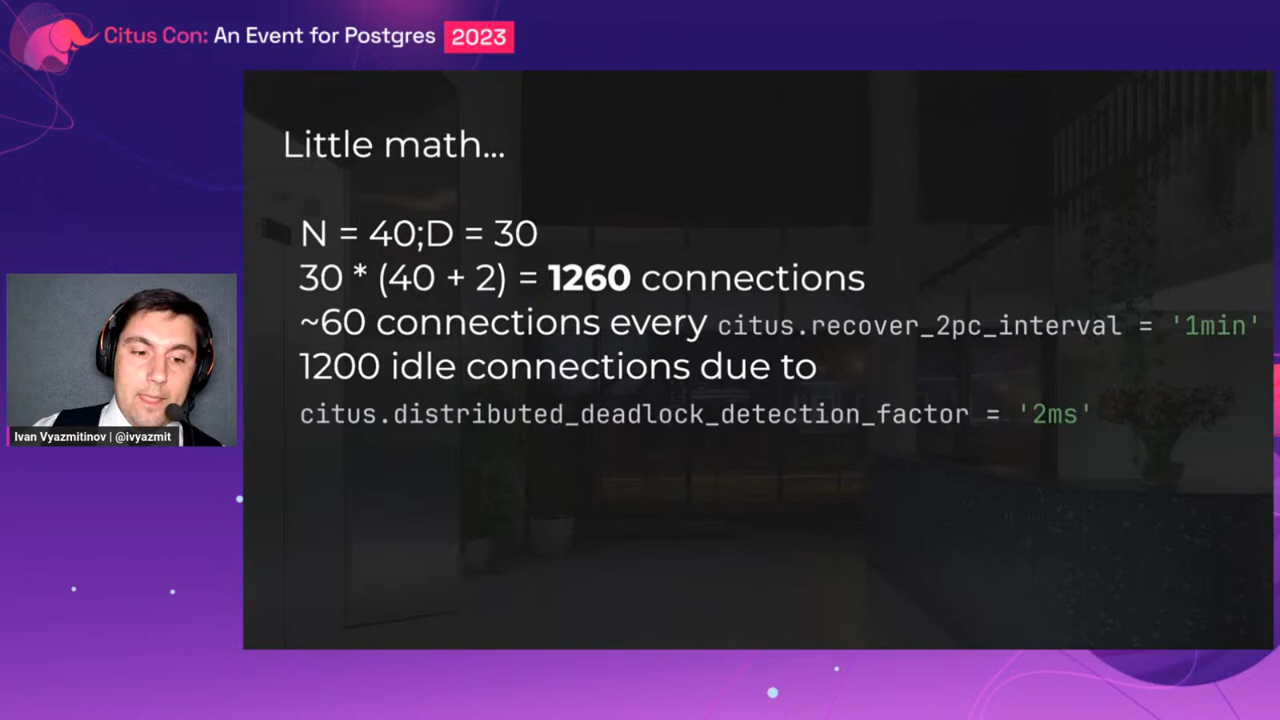 Citus Con: An Event for Postgres 2023
Little math...
N = 40;D = 30
30 * (40 + 2) = 1260 connections
~60 connections every citus.recover_2pc_interval = '1min'
1200 idle connections due to
citus.distributed_deadlock_detection_factor = '2ms'
Ivan Vyazmitinov | @ivyazmit